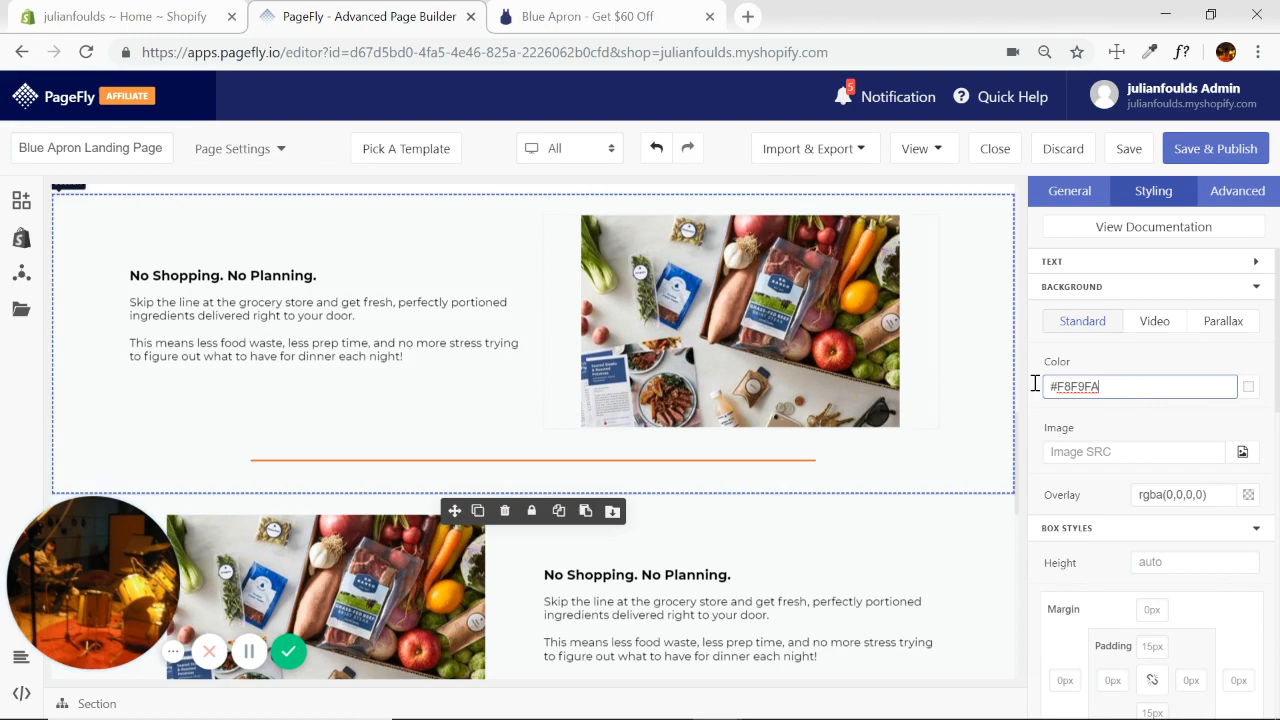 julianfoulds ~ Home ~ Shopify
PageFly - Advanced Page Builder
Blue Apron - Get $60 Off
https://apps.pagefly.io/editor?id=d67d5bd0-4fa5-4e46-825a-2226062b0cfd&shop=julianfoulds.myshopify.com
PageFly AFFILIATE
5
Notification
Quick Help
julianfoulds Admin
julianfoulds.myshopify.com
Blue Apron Landing Page
Page Settings
Pick A Template
All
Import & Export
View
Close
Discard
Save
Save & Publish
General
Styling
Advanced
View Documentation
TEXT
BACKGROUND
Standard
Video
Parallax
Color
#F8F9FA
Image
Image SRC
Overlay
rgba(0,0,0,0)
BOX STYLES
Height
auto
Margin
0px
Padding
15px
0px
0px
0px
0px
15px
No Shopping. No Planning.
Skip the line at the grocery store and get fresh, perfectly portioned
ingredients delivered right to your door.
This means less food waste, less prep time, and no more stress trying
to figure out what to have for dinner each night!
No Shopping. No Planning.
Skip the line at the grocery store and get fresh, perfectly portioned
ingredients delivered right to your door.
This means less food waste, less prep time, and no more stress trying
to figure out what to have for dinner each night!
Section